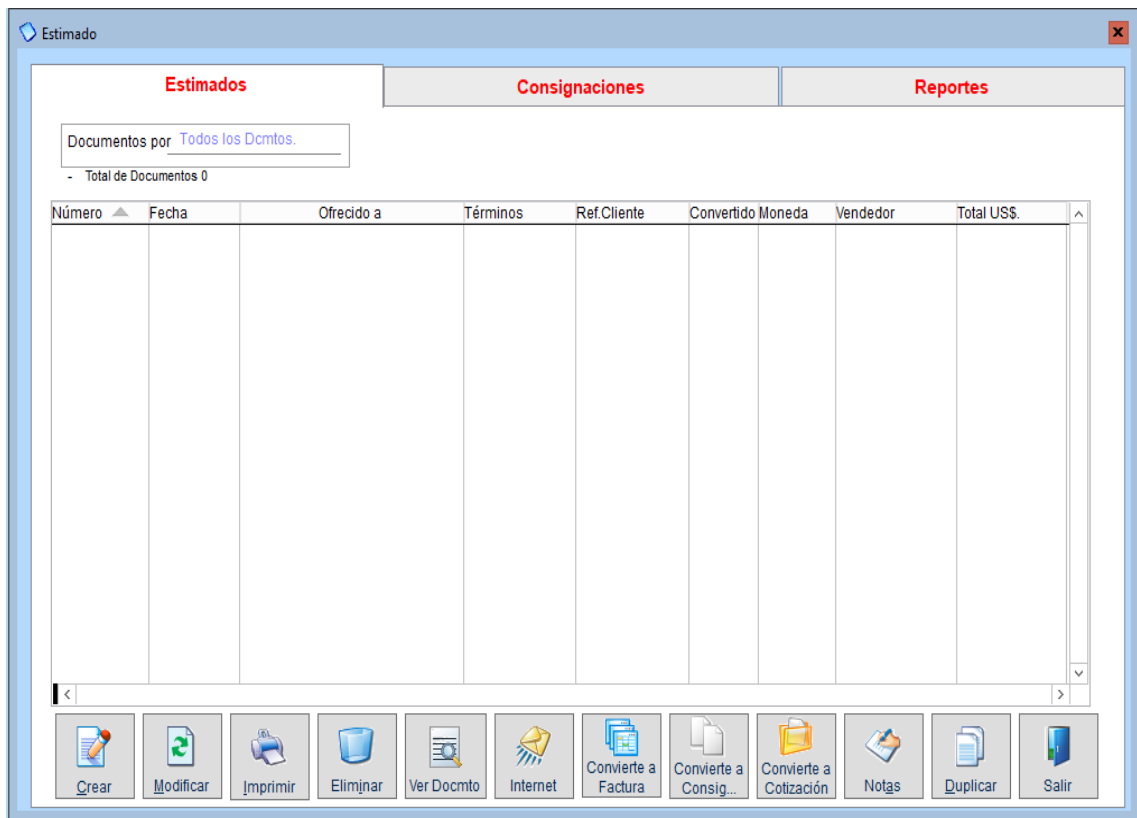 Estimado
Estimados Consignaciones Reportes
Documentos por Todos los Dcmtos.
- Total de Documentos 0
Número Fecha Ofrecido a Términos Ref.Cliente Convertido Moneda Vendedor Total US$.
Crear Modificar Imprimir Eliminar Ver Docmto Internet Convierte a Factura Convierte a Consig... Convierte a Cotización Notas Duplicar Salir